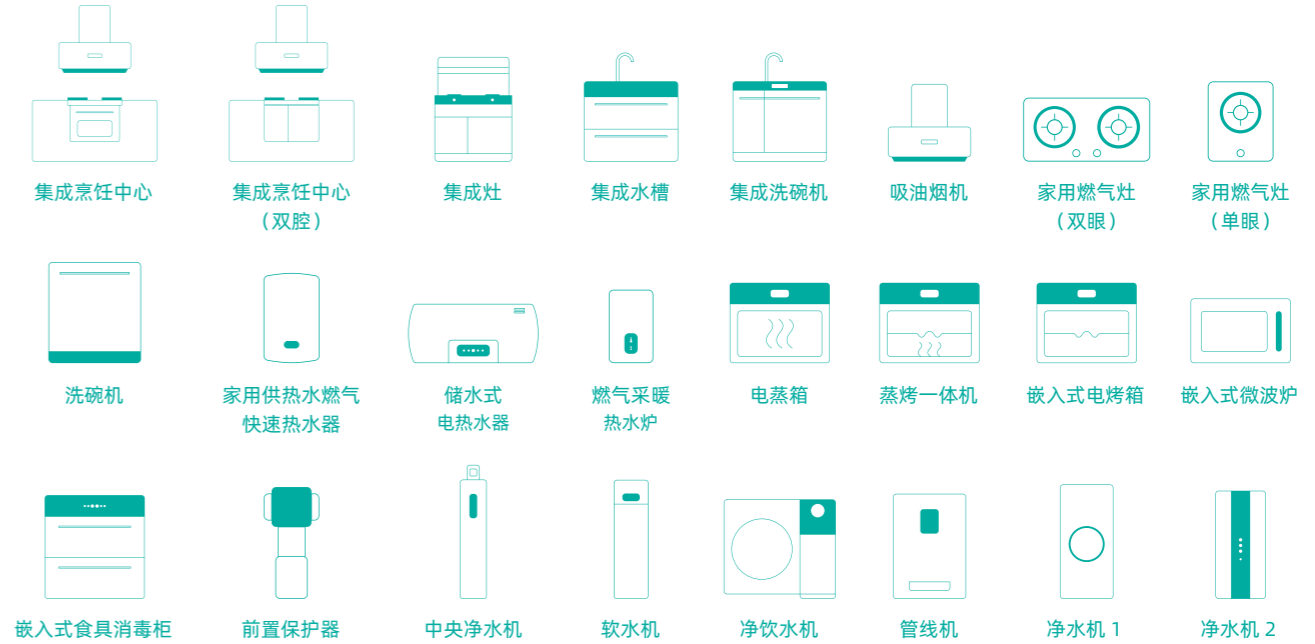 集成烹饪中心
集成烹饪中心
（双腔）
集成灶
集成水槽
集成洗碗机
吸油烟机
家用燃气灶
（双眼）
家用燃气灶
（单眼）
洗碗机
家用供热水燃气
快速热水器
储水式
电热水器
燃气采暖
热水炉
电蒸箱
蒸烤一体机
嵌入式电烤箱
嵌入式微波炉
嵌入式食具消毒柜
前置保护器
中央净水机
软水机
净饮水机
管线机
净水机 1
净水机 2